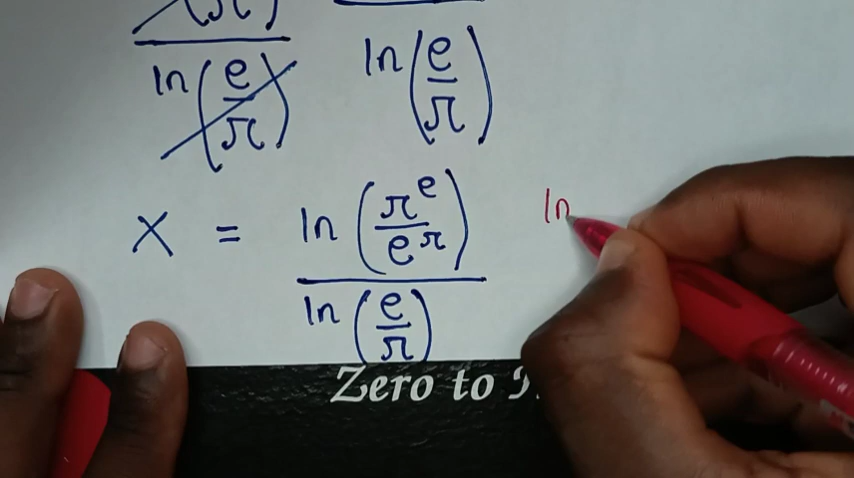 (π)
ln(e/π) ln(e/π)
x = ln(π^e/e^π) / ln(e/π) ln
Zero to